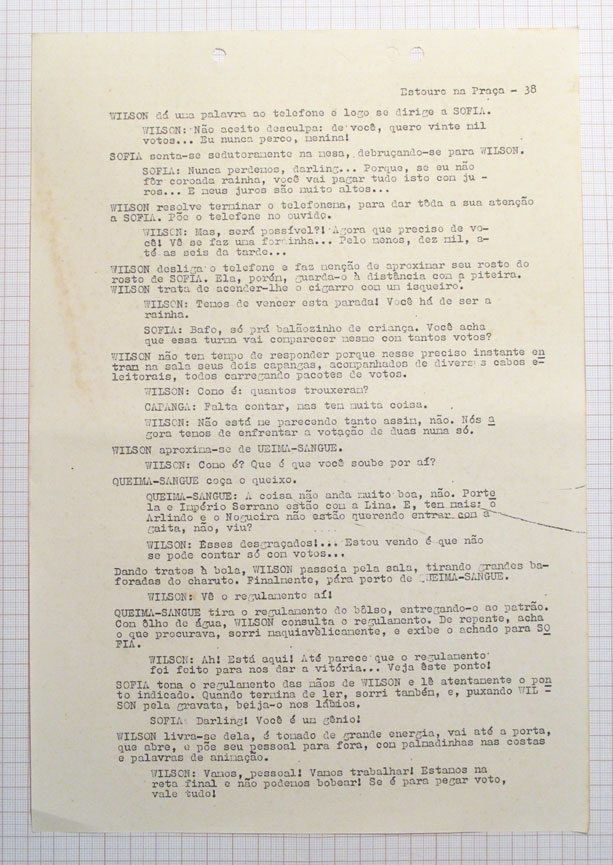 Estouro na Praça - 38
WILSON dá uma palavra ao telefone e logo se dirige a SOFIA.
WILSON: Não aceito desculpa: de você, quero vinte mil
votos... Eu nunca perco, menina!
SOFIA senta-se sedutoramente na mesa, debruçando-se para WILSON.
SOFIA: Nunca perdemos, darling... Porque, se eu não
fôr coroada rainha, você vai pagar tudo isto com ju -
ros... E meus juros são muito altos...
WILSON resolve terminar o telefonema, para dar tôda a sua atenção
a SOFIA. Põe o telefone no ouvido.
WILSON: Mas, será possível?! Agora que preciso de vo-
cê! Vê se faz uma forcinha... Pelo menos, dez mil, a-
té as seis da tarde...
WILSON desliga o telefone e faz menção de aproximar seu rosto do
rosto de SOFIA. Ela, porém, guarda-o à distância com a piteira.
WILSON trata de acender-lhe o cigarro com um isqueiro.
WILSON: Temos de vencer esta parada! Você há de ser a
rainha.
SOFIA: Bafo, só prá balãozinho de criança. Você acha
que essa turma vai comparecer mesmo com tantos votos?
WILSON não tem tempo de responder porque nesse preciso instante en
tram na sala seus dois capangas, acompanhados de diversos cabos e-
leitorais, todos carregando pacotes de votos.
WILSON: Como é: quantos trouxeram?
CAPANGA: Falta contar, mas tem muita coisa.
WILSON: Não está me parecendo tanto assim, não. Nós a
gora temos de enfrentar a votação de duas numa só.
WILSON aproxima-se de UEIMA-SANGUE.
WILSON: Como é? Que é que você soube por aí?
QUEIMA-SANGUE coça o queixo.
QUEIMA-SANGUE: A coisa não anda muito boa, não. Porte
la e Império Serrano estão com a Lina. E, tem mais: o
Arlindo e o Nogueira não estão querendo entrar com a
gaita, não, viu?
WILSON: Esses desgraçados!... Estou vendo é que não
se pode contar só com votos...
Dando tratos à bola, WILSON passeia pela sala, tirando grandes ba-
foradas do charuto. Finalmente, pára perto de QUEIMA-SANGUE.
WILSON: Vê o regulamento aí!
QUEIMA-SANGUE tira o regulamento do bôlso, entregando-o ao patrão.
Com ôlho de água, WILSON consulta o regulamento. De repente, acha
o que procurava, sorri maquiavèlicamente, e exibe o achado para SO
FIA.
WILSON: Ah! Está aqui! Até parece que o regulamento
foi feito para nos dar a vitória... Veja êste ponto!
SOFIA toma o regulamento das mãos de WILSON e lê atentamente o pon
to indicado. Quando termina de ler, sorri também, e, puxando WIL =
SON pela gravata, beija-o nos lábios.
SOFIA: Darling! Você é um gênio!
WILSON livra-se dela, é tomado de grande energia, vai até a porta,
que abre, e põe seu pessoal para fora, com palmadinhas nas costas
e palavras de animação.
WILSON: Vamos, pessoal! Vamos trabalhar! Estamos na
reta final e não podemos bobear! Se é para pegar voto,
vale tudo!